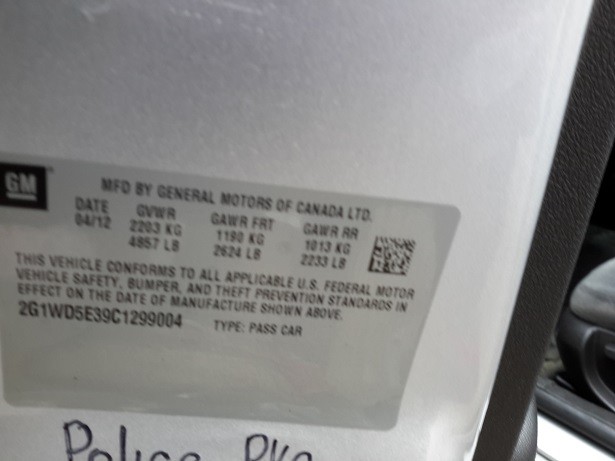 GM
MFD BY GENERAL MOTORS OF CANADA LTD.
DATE GVWR GAWR FRT GAWR RR
04/12 2203 KG 1190 KG 1013 KG
4857 LB 2624 LB 2233 LB
THIS VEHICLE CONFORMS TO ALL APPLICABLE U.S. FEDERAL MOTOR
VEHICLE SAFETY, BUMPER, AND THEFT PREVENTION STANDARDS IN
EFFECT ON THE DATE OF MANUFACTURE SHOWN ABOVE.
2G1WD5E39C1299004 TYPE: PASS CAR
Police PKG